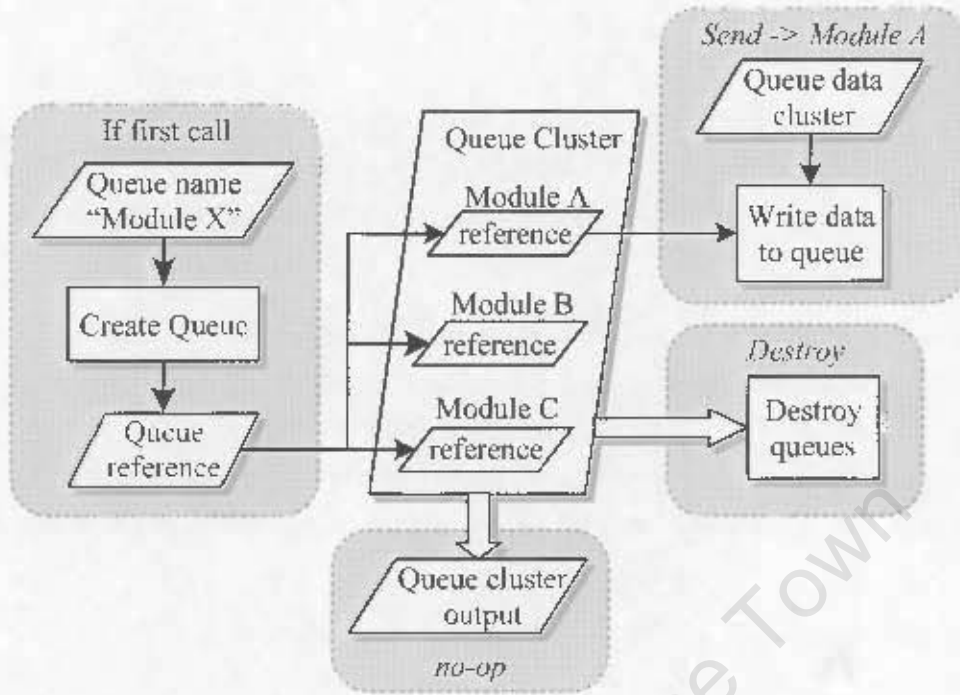 If first call
Queue name
“Module X”
Create Queue
Queue
reference
Queue Cluster
Module A
reference
Module B
reference
Module C
reference
Queue cluster
output
no-op
Send -> Module A
Queue data
cluster
Write data
to queue
Destroy
Destroy
queues
Town